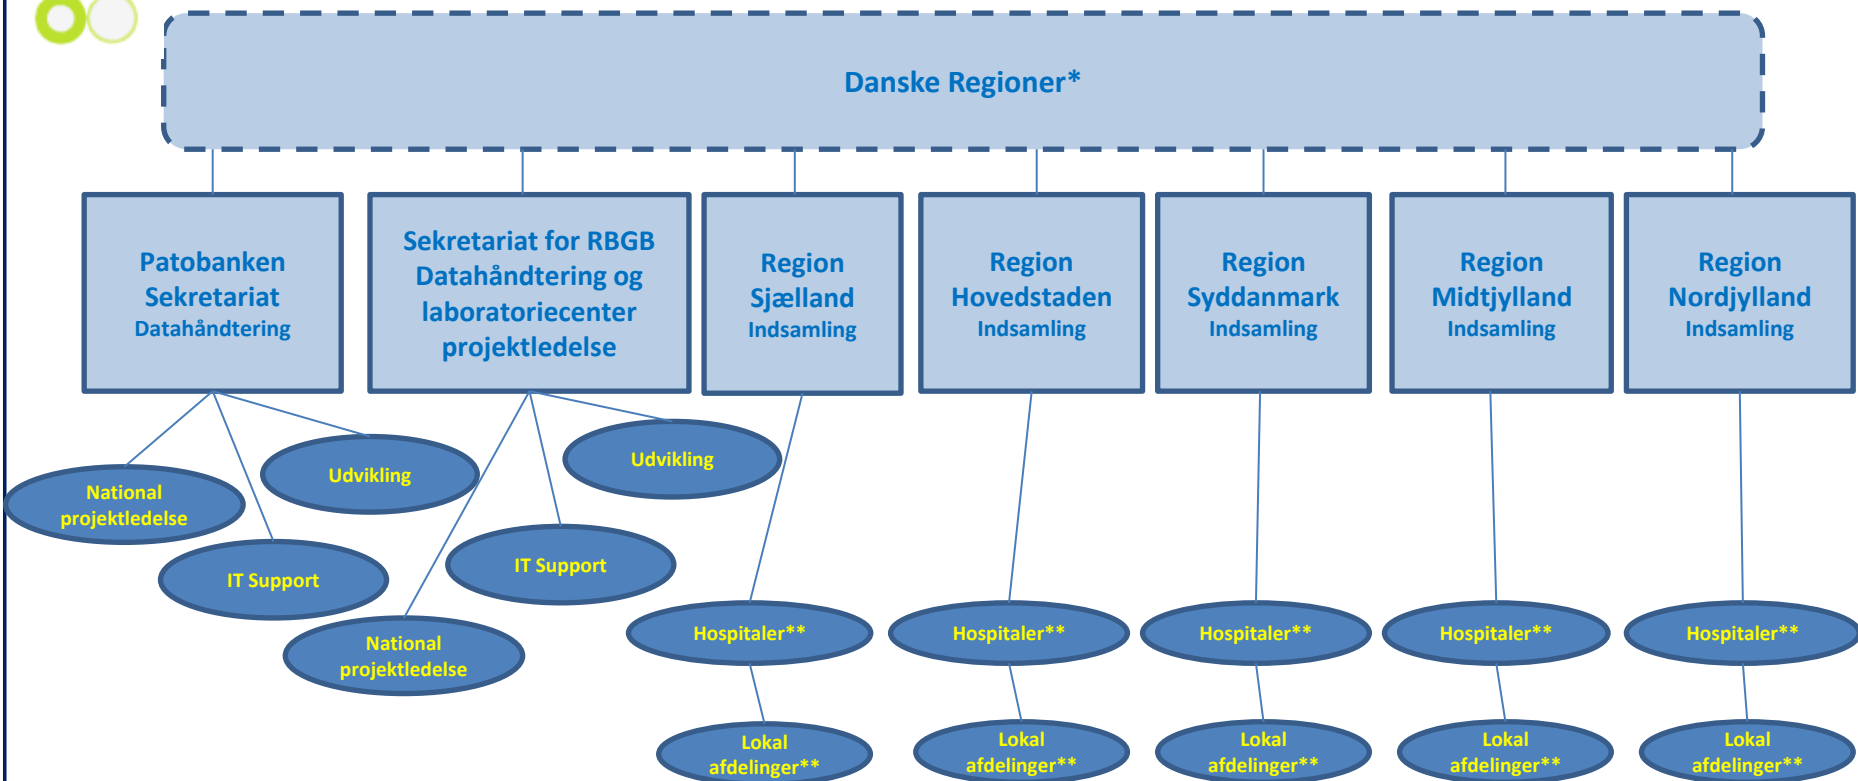 Danske Regioner*
Patobanken
Sekretariat
Datahåndtering
Sekretariat for RBGB
Datahåndtering og
laboratoriecenter
projektledelse
Region
Sjælland
Indsamling
Region
Hovedstaden
Indsamling
Region
Syddanmark
Indsamling
Region
Midtjylland
Indsamling
Region
Nordjylland
Indsamling
National
projektledelse
Udvikling
IT Support
Udvikling
IT Support
National
projektledelse
Hospitaler**
Hospitaler**
Hospitaler**
Hospitaler**
Hospitaler**
Lokal
afdelinger**
Lokal
afdelinger**
Lokal
afdelinger**
Lokal
afdelinger**
Lokal
afdelinger**